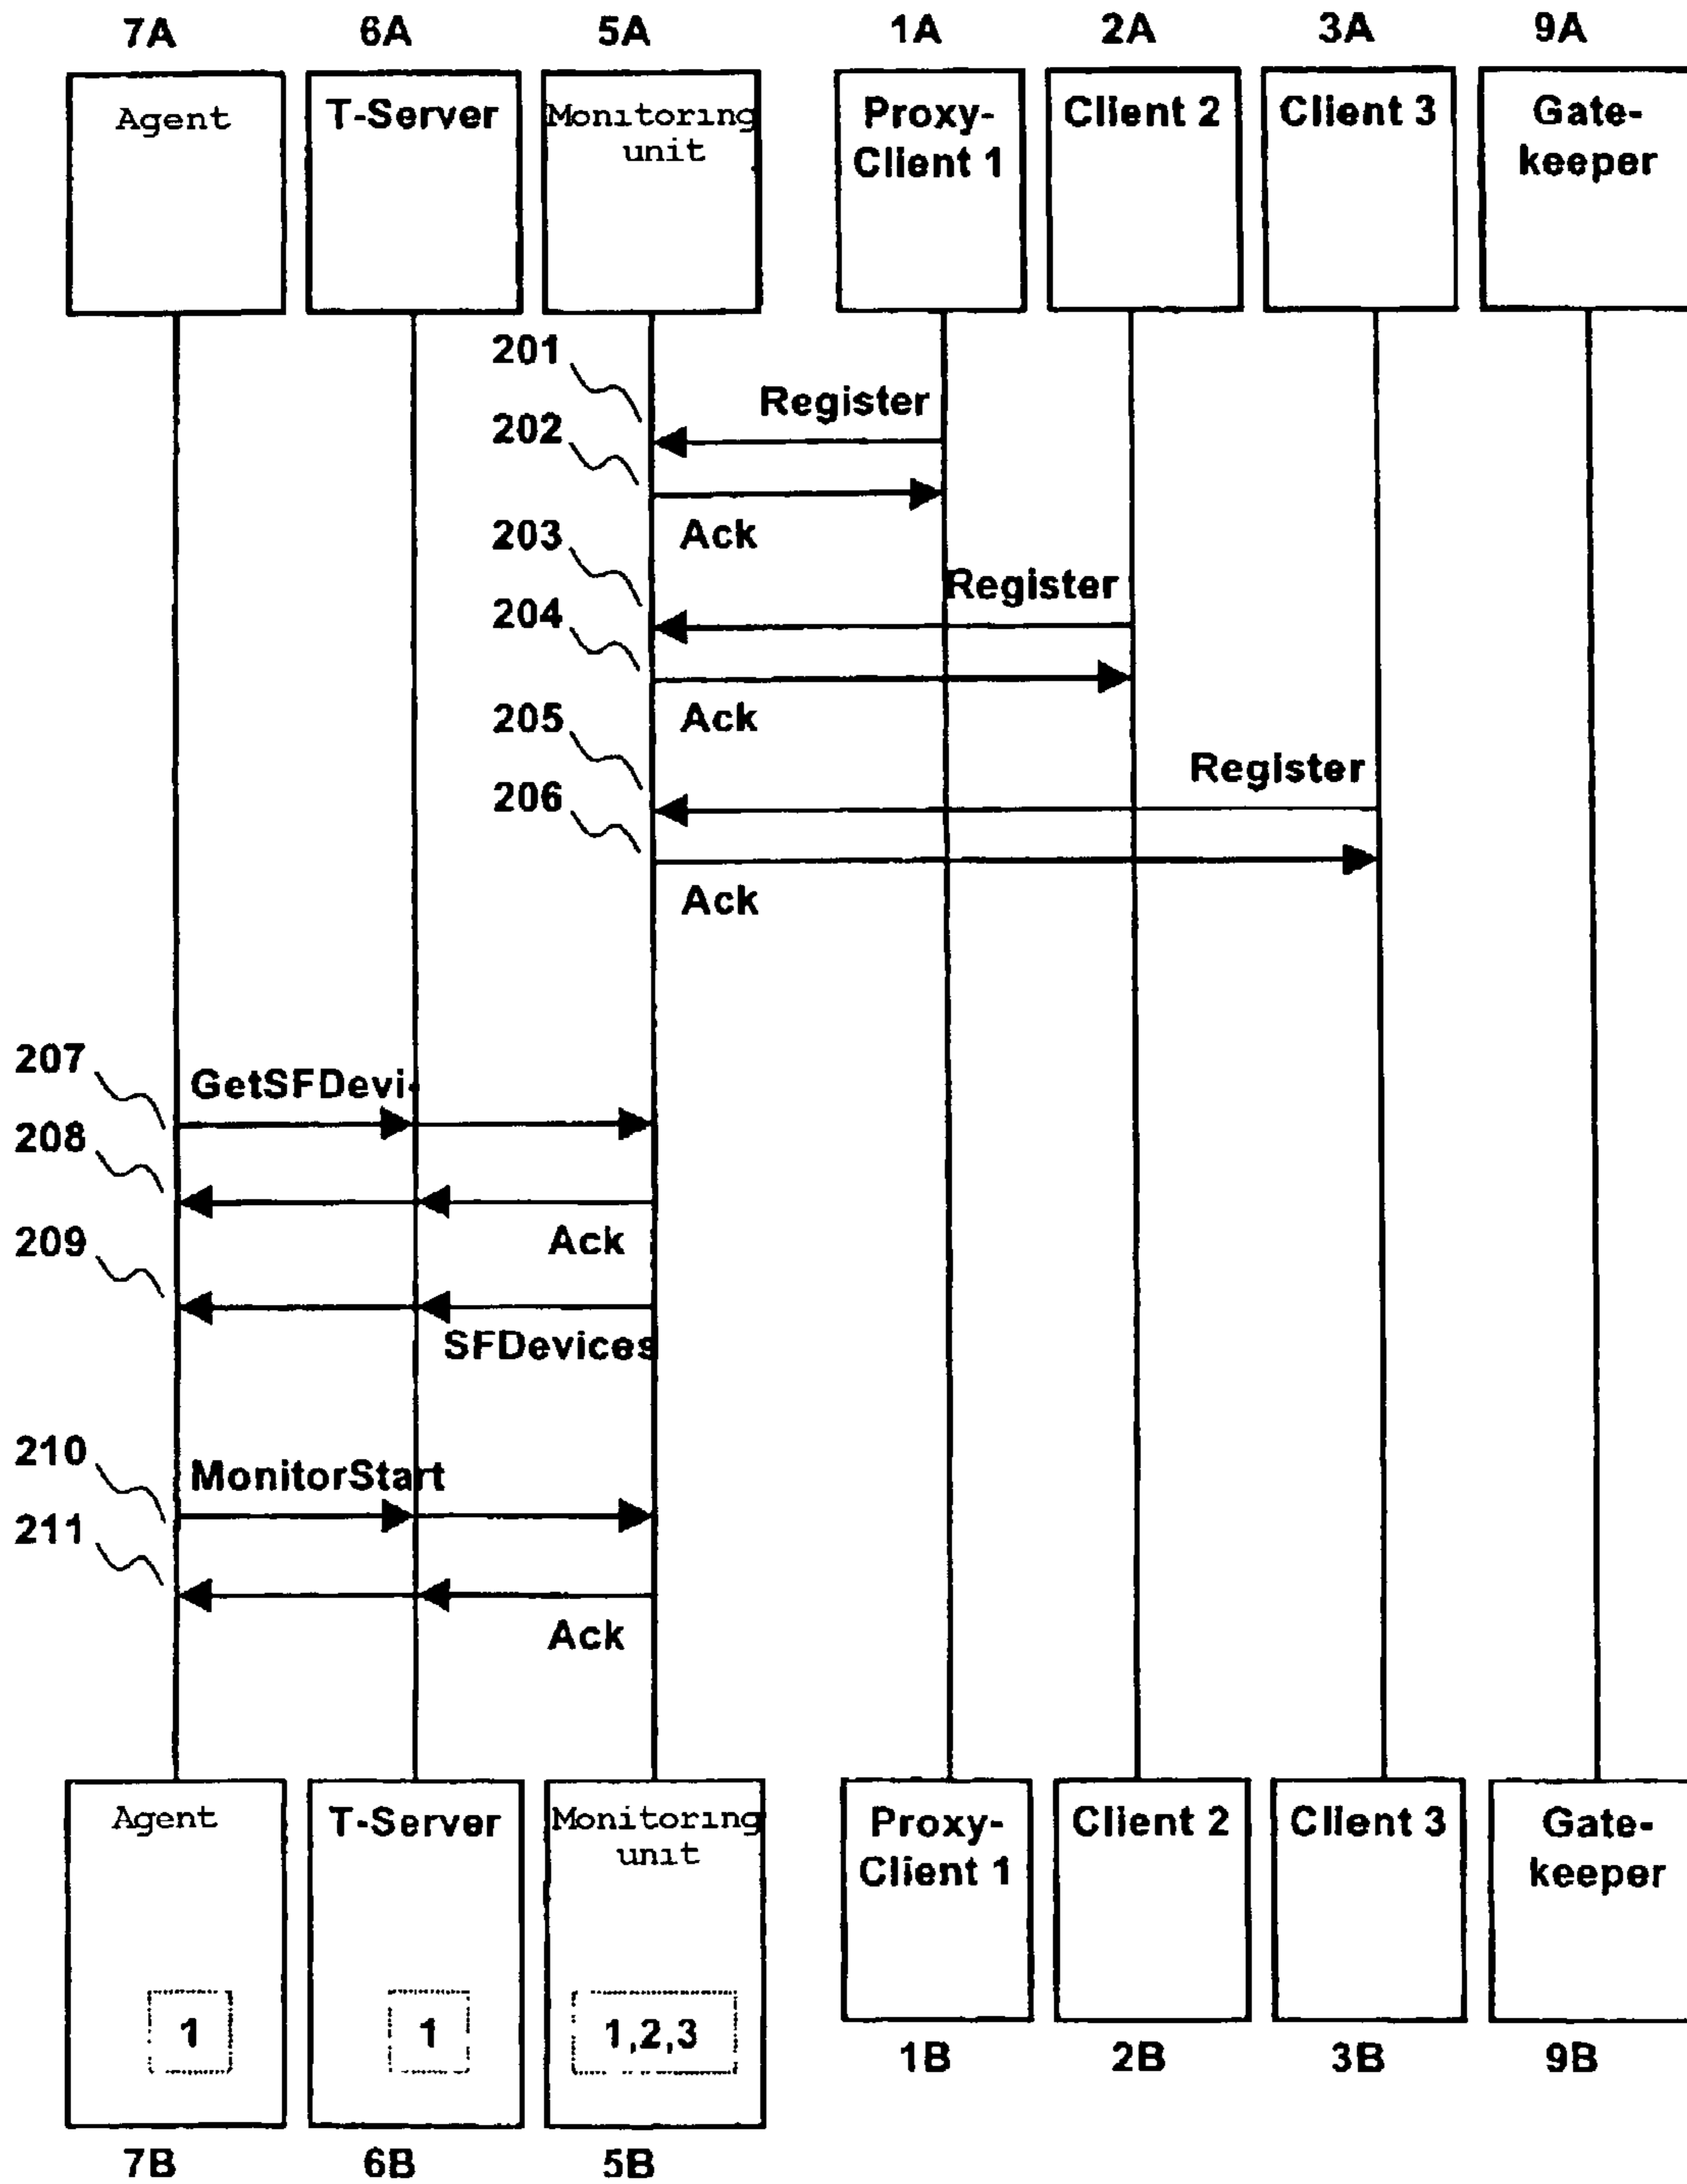 7A 6A 5A 1A 2A 3A 9A
Agent
T-Server
Monitoring
unit
Proxy-
Client 1
Client 2
Client 3
Gate-
keeper
201
Register
202
Ack
203
Register
204
Ack
205
Register
206
Ack
207
GetSFDevi
208
Ack
209
SFDevices
210
MonitorStart
211
Ack
Agent
T-Server
Monitoring
unit
Proxy-
Client 1
Client 2
Client 3
Gate-
keeper
1
1
1,2,3
1B 2B 3B 9B
7B 6B 5B